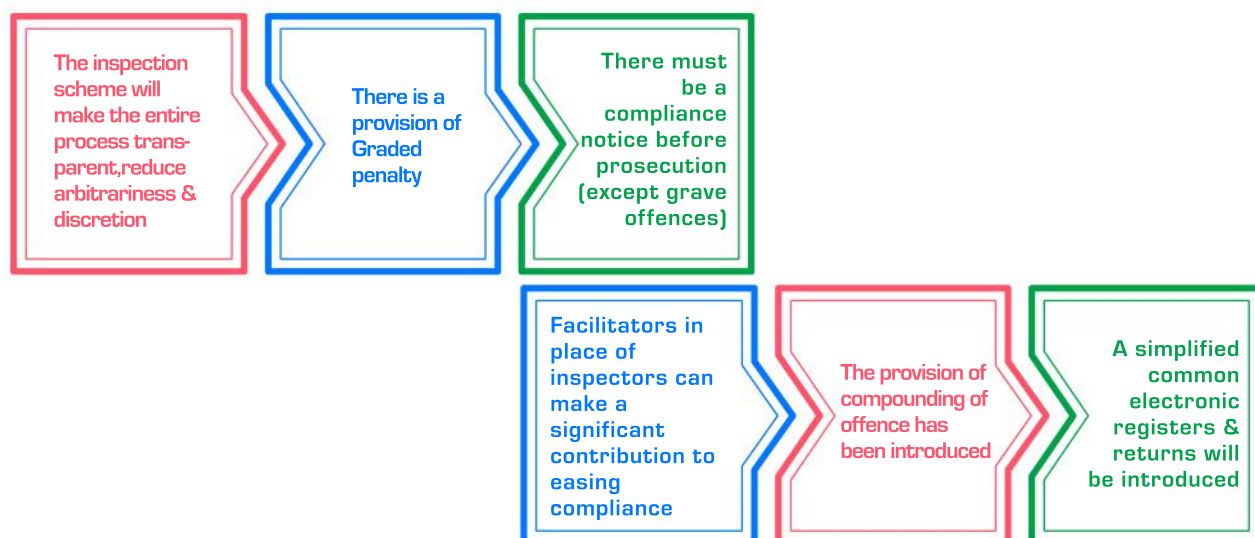 The inspection
scheme will
make the entire
process trans-
parent,reduce
arbitrariness &
discretion
There is a
provision of
Graded
penalty
There must
be a
compliance
notice before
prosecution
(except grave
offences)
Facilitators in
place of
inspectors can
make a
significant
contribution to
easing
compliance
The provision of
compounding of
offence has
been introduced
A simplified
common
electronic
registers &
returns will
be introduced